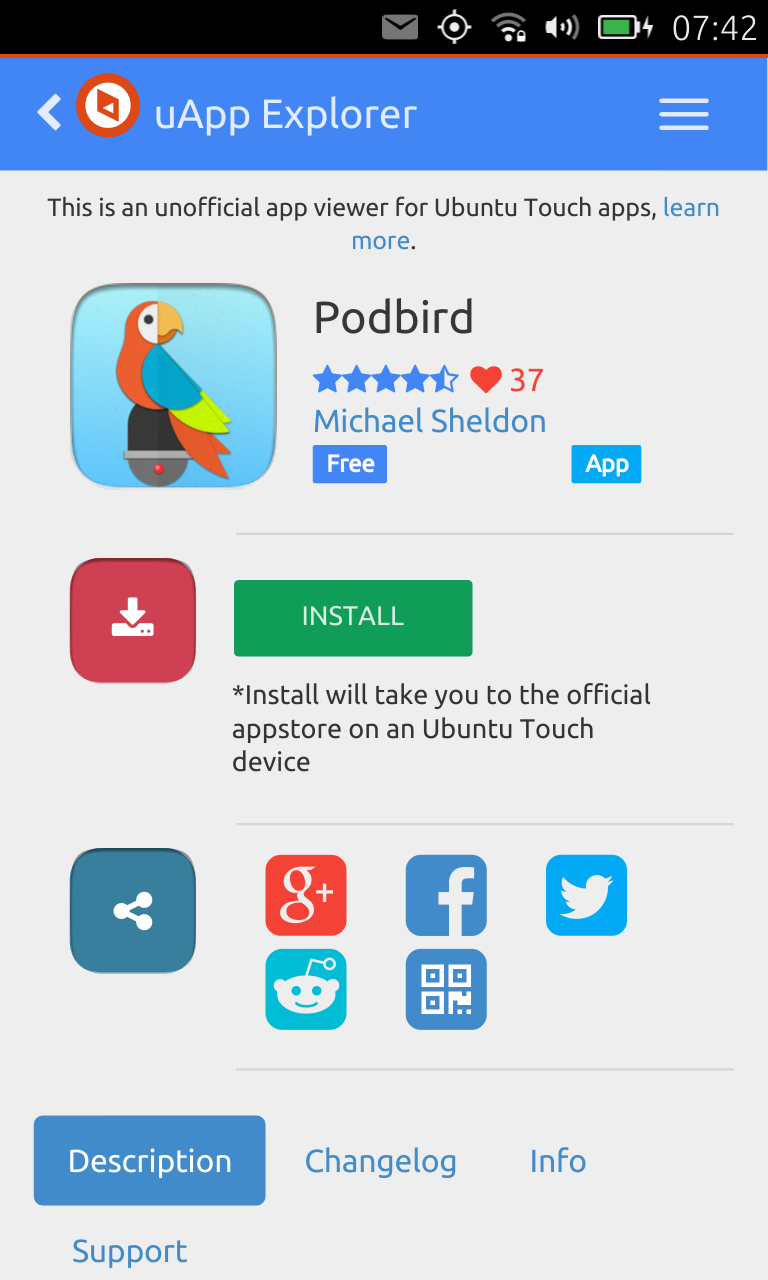 07:42
uApp Explorer
This is an unofficial app viewer for Ubuntu Touch apps, learn
more.
Podbird
37
Michael Sheldon
Free App
INSTALL
*Install will take you to the official
appstore on an Ubuntu Touch
device
g+ f
Description Changelog Info
Support